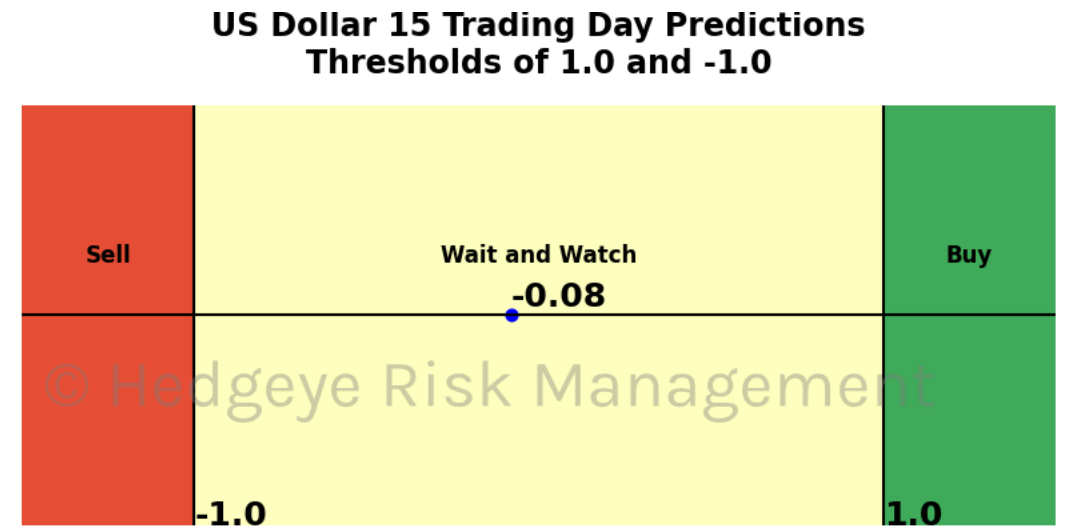 US Dollar 15 Trading Day Predictions
Thresholds of 1.0 and -1.0
Sell
Wait and Watch
Buy
-0.08
© Hedgeye Risk Management
-1.0
1.0